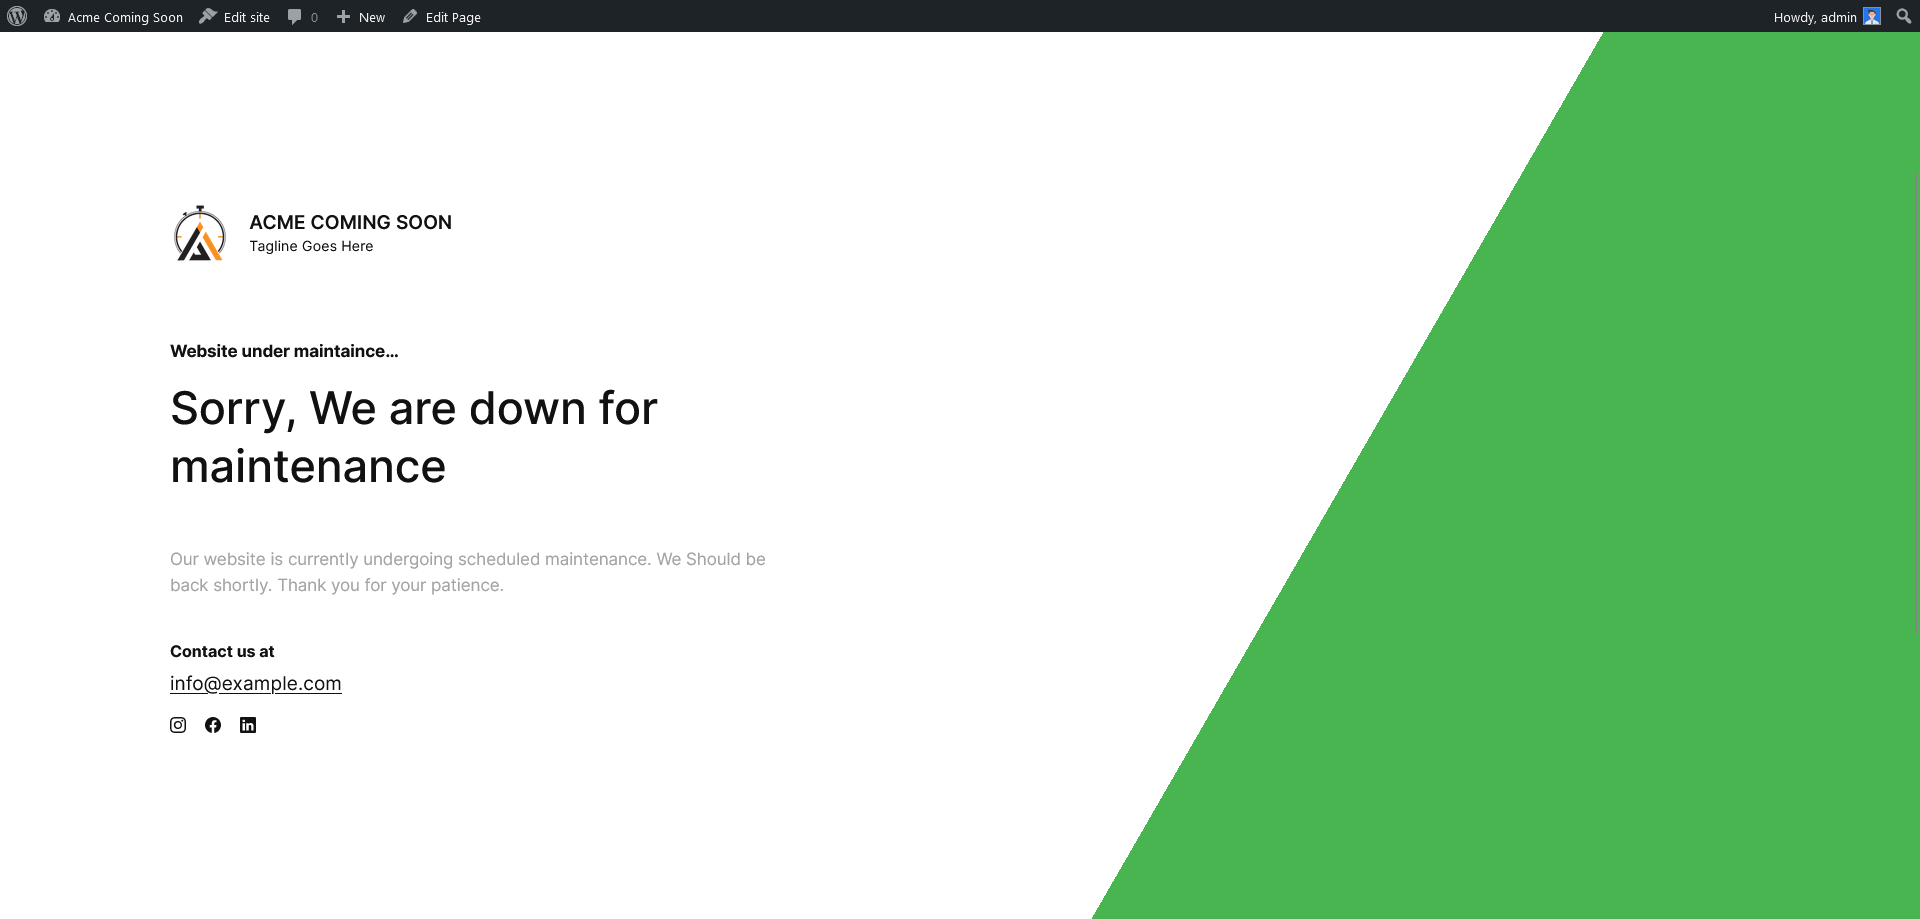 Acme Coming Soon Edit site 0 New Edit Page Howdy, admin
ACME COMING SOON
Tagline Goes Here
Website under maintaince...
Sorry, We are down for
maintenance
Our website is currently undergoing scheduled maintenance. We Should be
back shortly. Thank you for your patience.
Contact us at
info@example.com